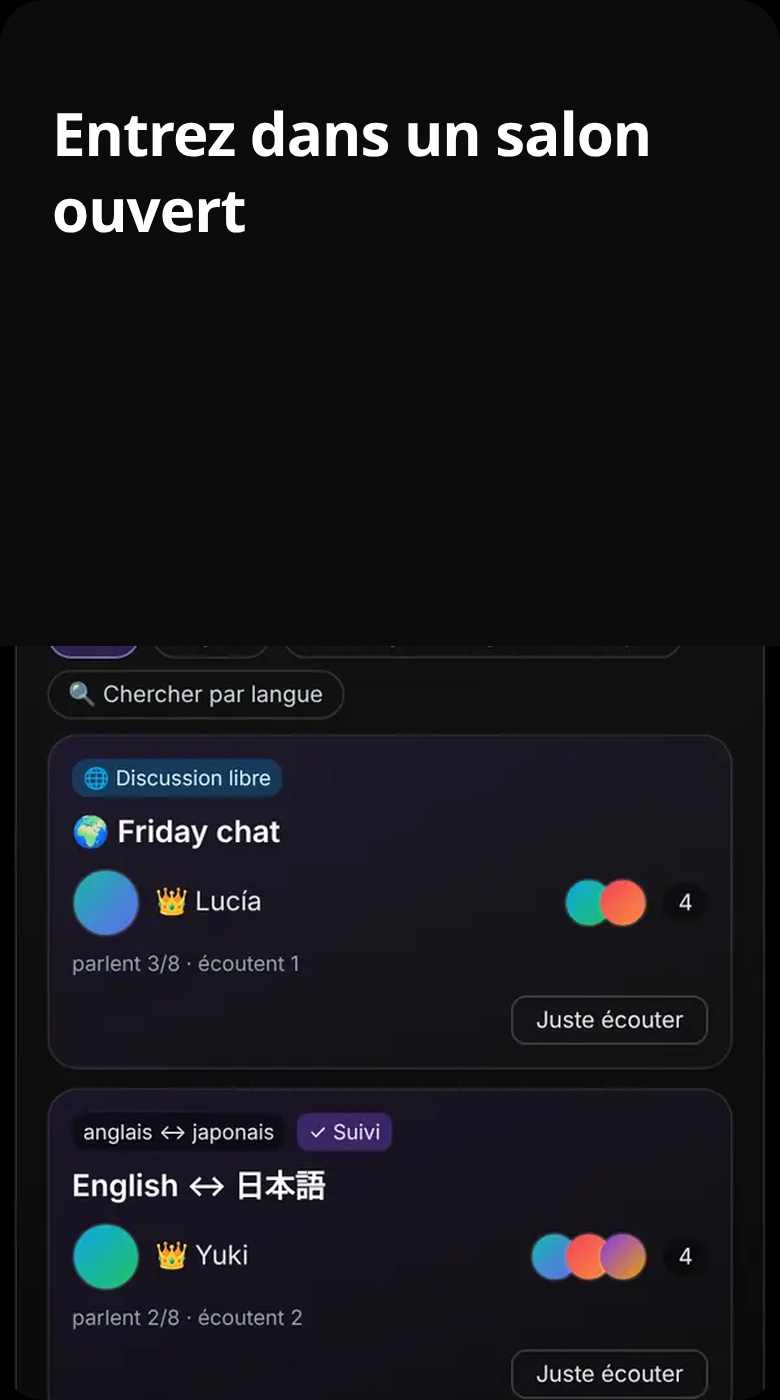 Entrez dans un salon
ouvert
🔍 Chercher par langue
🌐 Discussion libre
🌍 Friday chat
👑 Lucía
4
parlent 3/8 · écoutent 1
Juste écouter
anglais ↔ japonais ✓ Suivi
English ↔ 日本語
👑 Yuki
4
parlent 2/8 · écoutent 2
Juste écouter